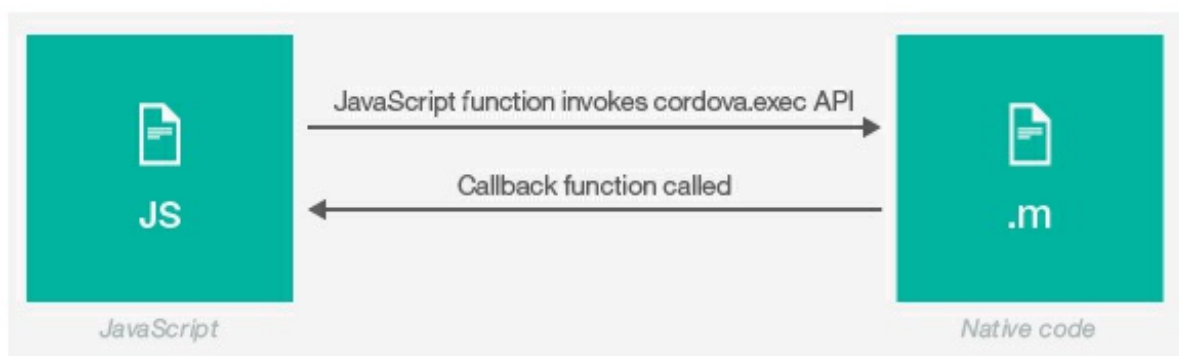 JavaScript function invokes cordova.exec API
Callback function called
JS
.m
JavaScript
Native code